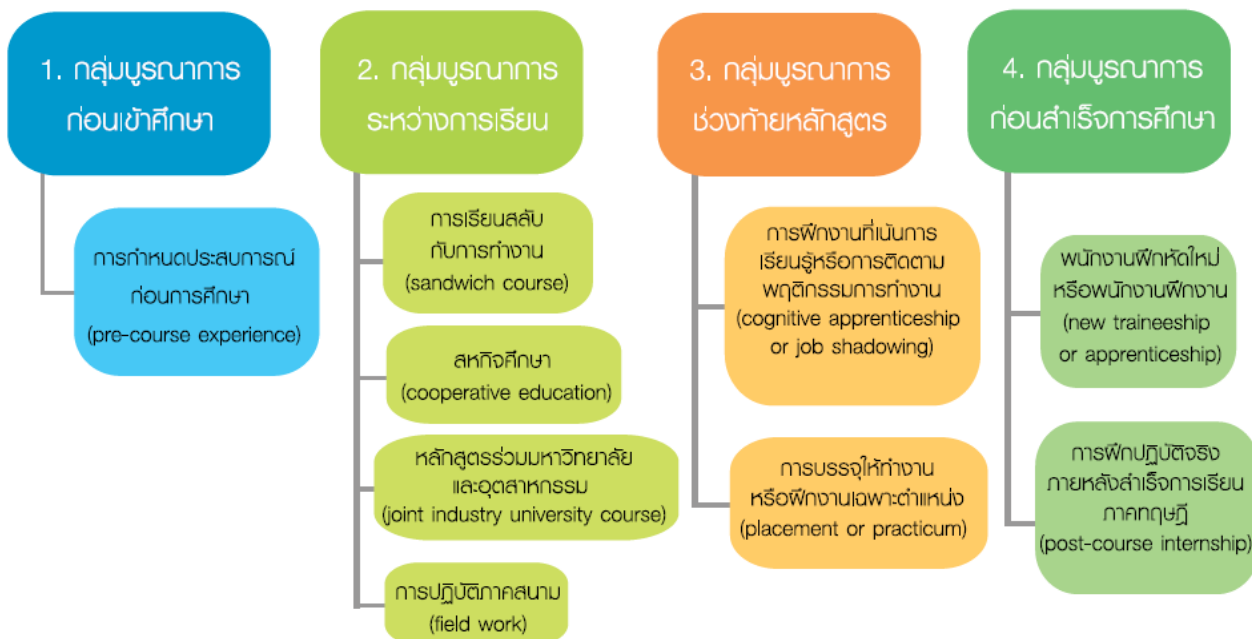 1. กลุ่มบูรณาการ
ก่อนเข้าศึกษา
การกำหนดประสบการณ์
ก่อนการศึกษา
(pre-course experience)
2. กลุ่มบูรณาการ
ระหว่างการเรียน
การเรียนสลับ
กับการทำงาน
(sandwich course)
สหกิจศึกษา
(cooperative education)
หลักสูตรร่วมมหาวิทยาลัย
และอุตสาหกรรม
(joint industry university course)
การปฏิบัติภาคสนาม
(field work)
3. กลุ่มบูรณาการ
ช่วงท้ายหลักสูตร
การฝึกงานที่เน้นการ
เรียนรู้หรือการติดตาม
พฤติกรรมการทำงาน
(cognitive apprenticeship
or job shadowing)
การบรรจุให้ทำงาน
หรือฝึกงานเฉพาะตำแหน่ง
(placement or practicum)
4. กลุ่มบูรณาการ
ก่อนสำเร็จการศึกษา
พนักงานฝึกหัดใหม่
หรือพนักงานฝึกงาน
(new traineeship
or apprenticeship)
การฝึกปฏิบัติจริง
ภายหลังสำเร็จการเรียน
ภาคทฤษฎี
(post-course internship)